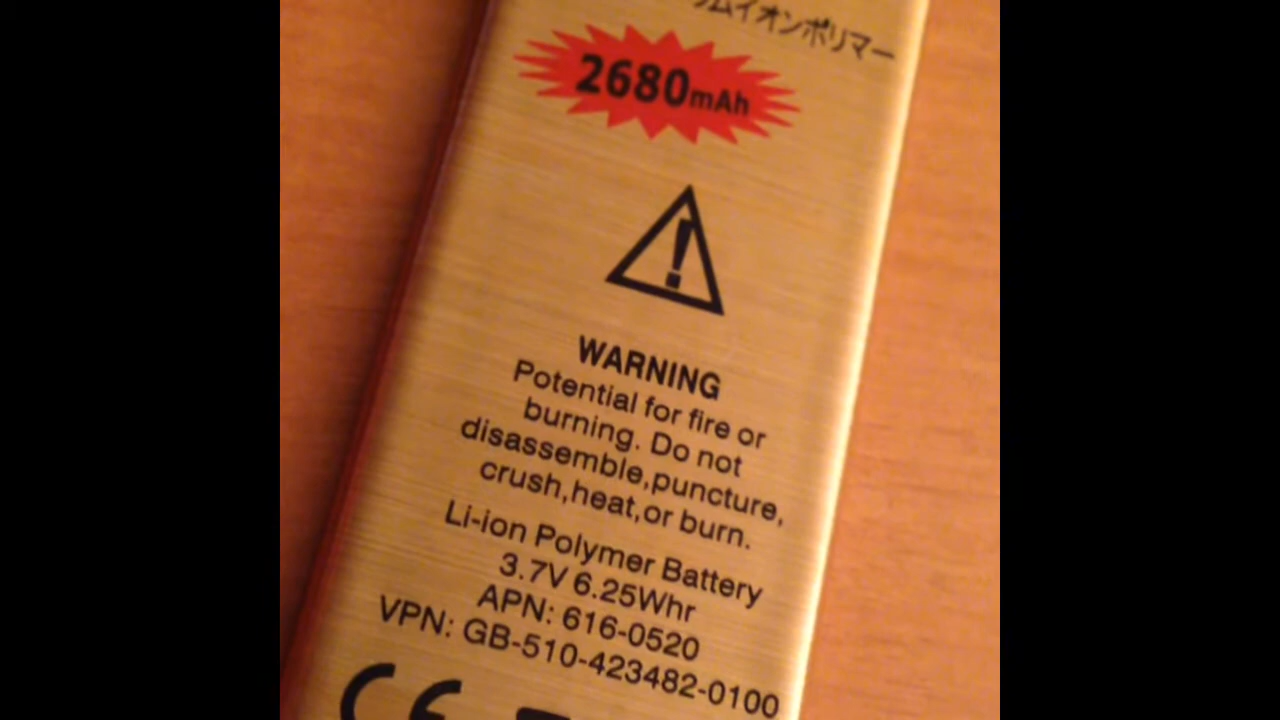 ムイオンポリマー
2680mAh
WARNING
Potential for fire or
burning. Do not
disassemble,puncture,
crush,heat,or burn.
Li-ion Polymer Battery
3.7V 6.25Whr
APN: 616-0520
VPN: GB-510-423482-0100
CE